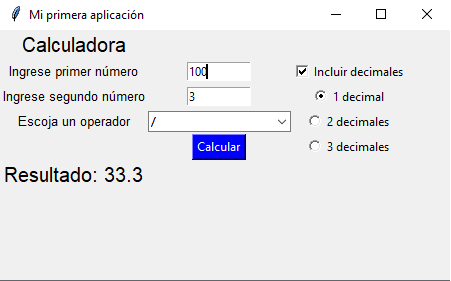 Mi primera aplicación
Calculadora
Ingrese primer número 100 Incluir decimales
Ingrese segundo número 3 1 decimal
Escoja un operador / 2 decimales
Calcular 3 decimales
Resultado: 33.3